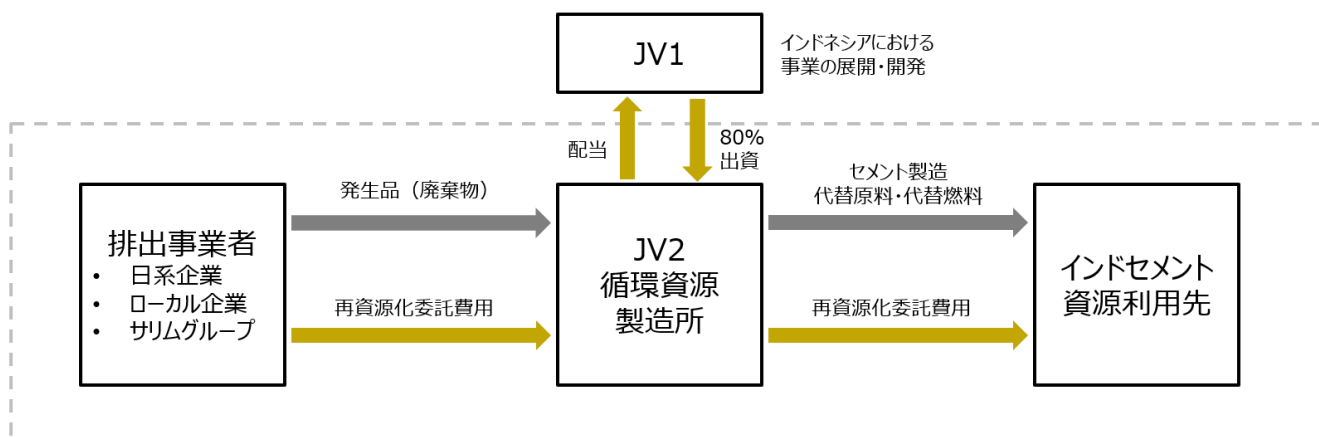 JV1
インドネシアにおける
事業の展開・開発
配当
80%
出資
排出事業者
• 日系企業
• ローカル企業
• サリムグループ
発生品（廃棄物）
再資源化委託費用
JV2
循環資源
製造所
セメント製造
代替原料・代替燃料
再資源化委託費用
インドセメント
資源利用先